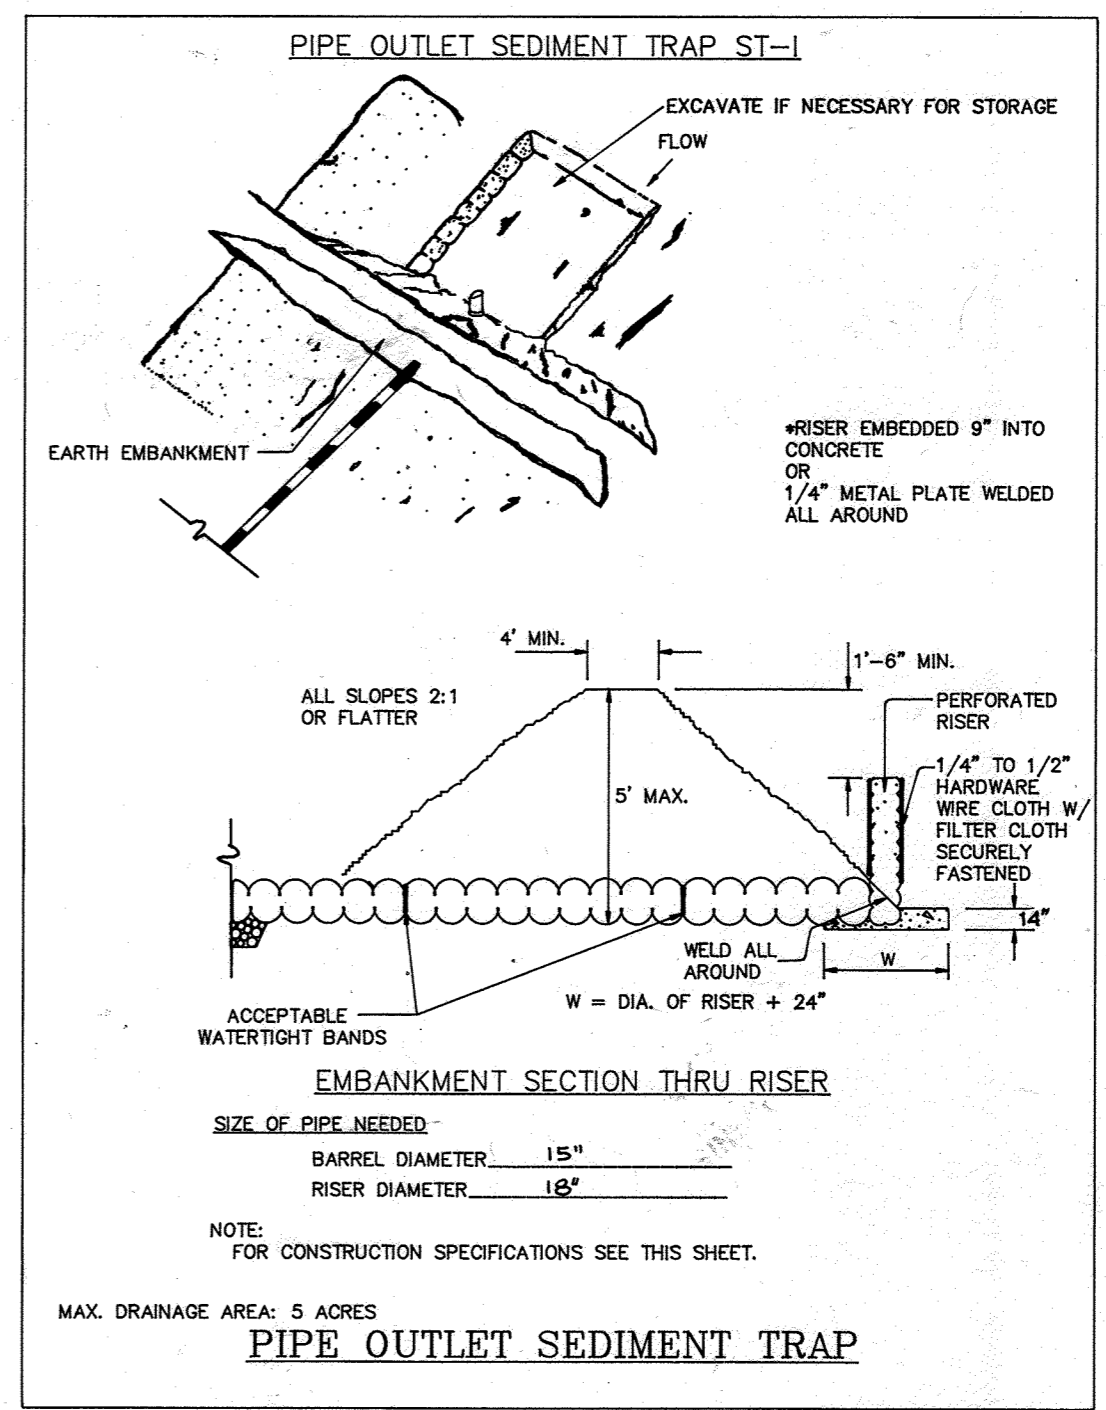 PIPE OUTLET SEDIMENT TRAP ST-I
EXCAVATE IF NECESSARY FOR STORAGE
FLOW
EARTH EMBANKMENT
*RISER EMBEDDED 9" INTO
CONCRETE
OR
1/4" METAL PLATE WELDED
ALL AROUND
4' MIN.
1'-6" MIN.
ALL SLOPES 2:1
OR FLATTER
PERFORATED
RISER
5' MAX.
1/4" TO 1/2"
HARDWARE
WIRE CLOTH W/
FILTER CLOTH
SECURELY
FASTENED
14"
WELD ALL
AROUND
W
W = DIA. OF RISER + 24"
ACCEPTABLE
WATERTIGHT BANDS
EMBANKMENT SECTION THRU RISER
SIZE OF PIPE NEEDED
BARREL DIAMETER 15"
RISER DIAMETER 18"
NOTE:
FOR CONSTRUCTION SPECIFICATIONS SEE THIS SHEET.
MAX. DRAINAGE AREA: 5 ACRES
PIPE OUTLET SEDIMENT TRAP